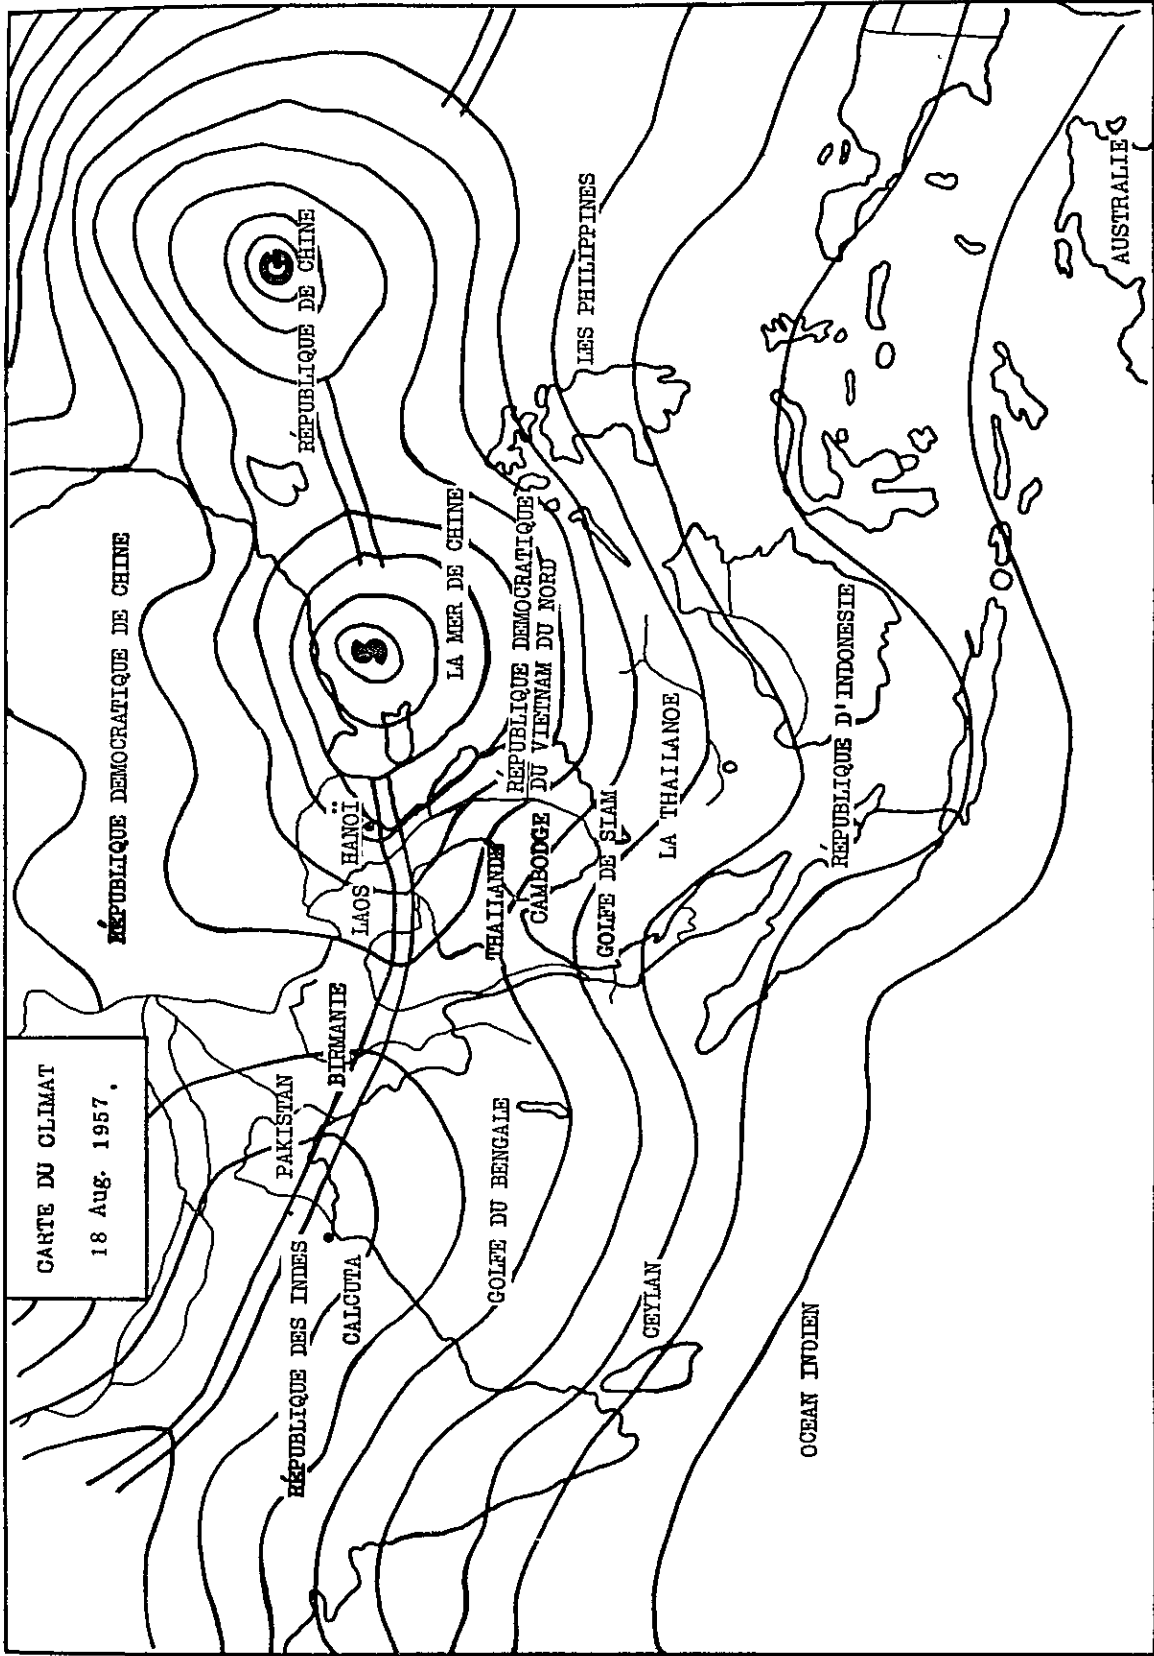 CARTE DU CLIMAT
18 Aug. 1957.
RÉPUBLIQUE DEMOCRATIQUE DE CHINE
RÉPUBLIQUE DE CHINE
PAKISTAN
BIRMANIE
LAOS
HANOÏ
RÉPUBLIQUE DES INDES
CALCUTA
LA MER DE CHINE
GOLFE DU BENGALE
THAILANDE
RÉPUBLIQUE DEMOCRATIQUE
DU VIETNAM DU NORD
CAMBODGE
LES PHILIPPINES
GOLFE DE SIAM
CEYLAN
LA THAILANOE
OCEAN INDIEN
RÉPUBLIQUE D'INDONESIE
AUSTRALIE